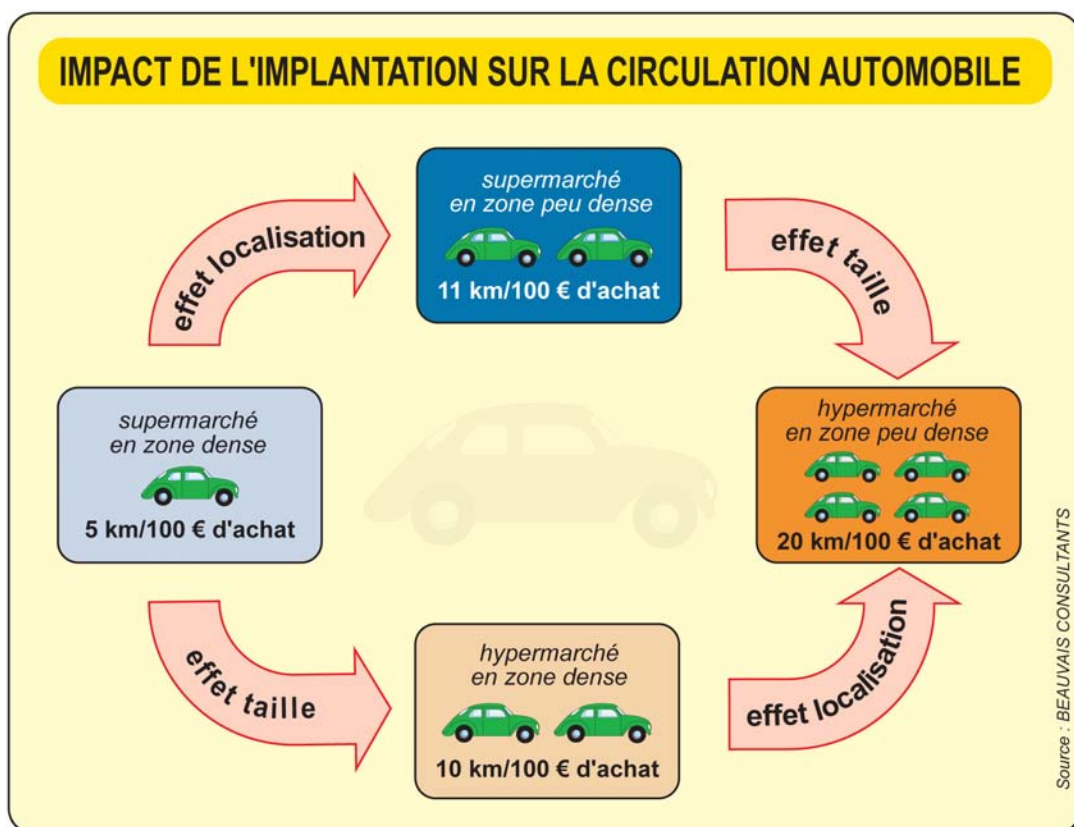 IMPACT DE L'IMPLANTATION SUR LA CIRCULATION AUTOMOBILE
effet localisation
supermarché
en zone peu dense
11 km/100 € d'achat
effet taille
supermarché
en zone dense
5 km/100 € d'achat
hypermarché
en zone peu dense
20 km/100 € d'achat
effet taille
hypermarché
en zone dense
10 km/100 € d'achat
effet localisation
Source : BEAUVAIS CONSULTANTS